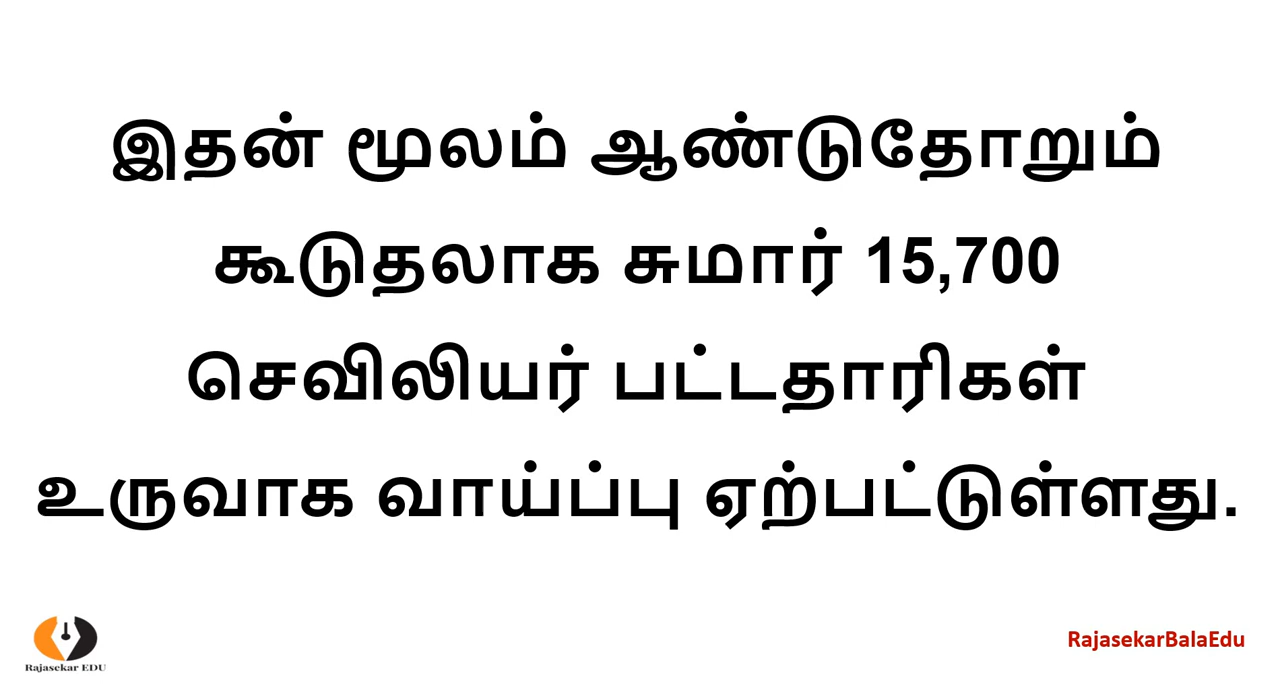 இதன் மூலம் ஆண்டுதோறும்
கூடுதலாக சுமார் 15,700
செவிலியர் பட்டதாரிகள்
உருவாக வாய்ப்பு ஏற்பட்டுள்ளது.
Rajasekar EDU
RajasekarBalaEdu